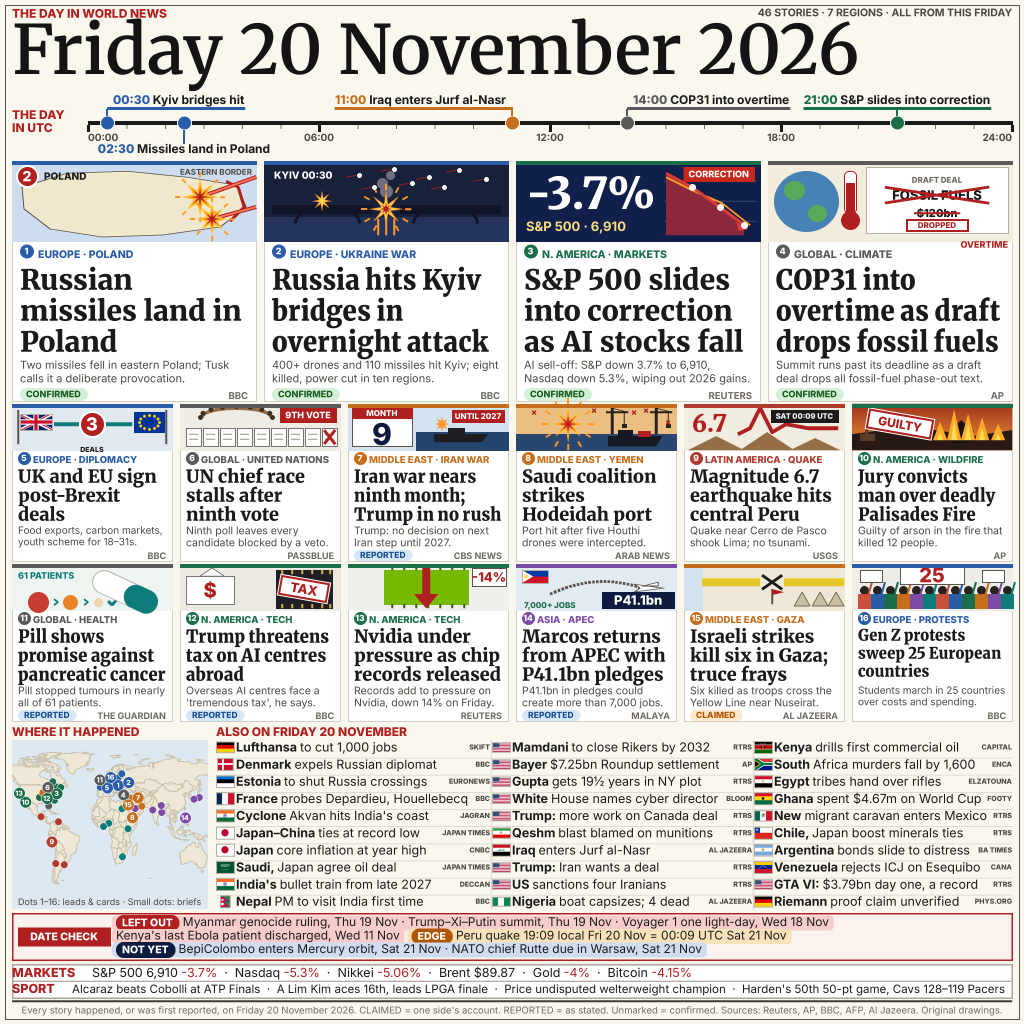 THE DAY IN WORLD NEWS
46 STORIES · 7 REGIONS · ALL FROM THIS FRIDAY
Friday 20 November 2026
THE DAY
IN UTC
00:30 Kyiv bridges hit
11:00 Iraq enters Jurf al-Nasr
14:00 COP31 into overtime
21:00 S&P slides into correction
00:00
06:00
12:00
18:00
24:00
02:30 Missiles land in Poland
2
POLAND
EASTERN BORDER
1 EUROPE · POLAND
Russian
missiles land in
Poland
Two missiles fell in eastern Poland; Tusk
calls it a deliberate provocation.
CONFIRMED
BBC
KYIV 00:30
2 EUROPE · UKRAINE WAR
Russia hits Kyiv
bridges in
overnight attack
400+ drones and 110 missiles hit Kyiv; eight
killed, power cut in ten regions.
CONFIRMED
BBC
-3.7%
S&P 500 · 6,910
CORRECTION
3 N. AMERICA · MARKETS
S&P 500 slides
into correction
as AI stocks fall
AI sell-off: S&P down 3.7% to 6,910,
Nasdaq down 5.3%, wiping out 2026 gains.
CONFIRMED
REUTERS
DRAFT DEAL
FOSSIL FUELS
$120bn
DROPPED
OVERTIME
4 GLOBAL · CLIMATE
COP31 into
overtime as draft
drops fossil fuels
Summit runs past its deadline as a draft
deal drops all fossil-fuel phase-out text.
CONFIRMED
AP
3
DEALS
5 EUROPE · DIPLOMACY
UK and EU sign
post-Brexit
deals
Food exports, carbon markets,
youth scheme for 18–31s.
BBC
9TH VOTE
6 GLOBAL · UNITED NATIONS
UN chief race
stalls after
ninth vote
Ninth poll leaves every
candidate blocked by a veto.
PASSBLUE
MONTH
9
UNTIL 2027
7 MIDDLE EAST · IRAN WAR
Iran war nears
ninth month;
Trump in no rush
Trump: no decision on next
Iran step until 2027.
REPORTED
CBS NEWS
8 MIDDLE EAST · YEMEN
Saudi coalition
strikes
Hodeidah port
Port hit after five Houthi
drones were intercepted.
ARAB NEWS
6.7
SAT 00:09 UTC
9 LATIN AMERICA · QUAKE
Magnitude 6.7
earthquake hits
central Peru
Quake near Cerro de Pasco
shook Lima; no tsunami.
USGS
GUILTY
10 N. AMERICA · WILDFIRE
Jury convicts
man over deadly
Palisades Fire
Guilty of arson in the fire that
killed 12 people.
AP
61 PATIENTS
11 GLOBAL · HEALTH
Pill shows
promise against
pancreatic cancer
Pill stopped tumours in nearly
all of 61 patients.
REPORTED
THE GUARDIAN
$
TAX
12 N. AMERICA · TECH
Trump threatens
tax on AI centres
abroad
Overseas AI centres face a
'tremendous tax', he says.
REPORTED
BBC
-14%
13 N. AMERICA · TECH
Nvidia under
pressure as chip
records released
Records add to pressure on
Nvidia, down 14% on Friday.
REUTERS
7,000+ JOBS
P41.1bn
14 ASIA · APEC
Marcos returns
from APEC with
P41.1bn pledges
P41.1bn in pledges could
create more than 7,000 jobs.
REPORTED
MALAYA
15 MIDDLE EAST · GAZA
Israeli strikes
kill six in Gaza;
truce frays
Six killed as troops cross the
Yellow Line near Nuseirat.
CLAIMED
AL JAZEERA
25
16 EUROPE · PROTESTS
Gen Z protests
sweep 25 European
countries
Students march in 25 countries
over costs and spending.
BBC
WHERE IT HAPPENED
11 16 2 1 5 6 3 10 13 12 4 7 15 8 14 9
Dots 1–16: leads & cards · Small dots: briefs
ALSO ON FRIDAY 20 NOVEMBER
Lufthansa to cut 1,000 jobs SKIFT
Denmark expels Russian diplomat BBC
Estonia to shut Russia crossings EURONEWS
France probes Depardieu, Houellebecq BBC
Cyclone Akvan hits India's coast JAGRAN
Japan–China ties at record low JAPAN TIMES
Japan core inflation at year high CNBC
Saudi, Japan agree oil deal JAPAN TIMES
India's bullet train from late 2027 DECCAN
Nepal PM to visit India first time BBC
Mamdani to close Rikers by 2032 RTRS
Bayer $7.25bn Roundup settlement AP
Gupta gets 19½ years in NY plot RTRS
White House names cyber director BLOOM
Trump: more work on Canada deal RTRS
Qeshm blast blamed on munitions RTRS
Iraq enters Jurf al-Nasr AL JAZEERA
Trump: Iran wants a deal RTRS
US sanctions four Iranians RTRS
Nigeria boat capsizes; 4 dead AL JAZEERA
Kenya drills first commercial oil CAPITAL
South Africa murders fall by 1,600 ENCA
Egypt tribes hand over rifles ELZATOUNA
Ghana spent $4.67m on World Cup FOOTY
New migrant caravan enters Mexico RTRS
Chile, Japan boost minerals ties RTRS
Argentina bonds slide to distress BA TIMES
Venezuela rejects ICJ on Esequibo CANA
GTA VI: $3.79bn day one, a record RTRS
Riemann proof claim unverified PHYS.ORG
DATE CHECK
LEFT OUT Myanmar genocide ruling, Thu 19 Nov · Trump–Xi–Putin summit, Thu 19 Nov · Voyager 1 one light-day, Wed 18 Nov
Kenya's last Ebola patient discharged, Wed 11 Nov EDGE Peru quake 19:09 local Fri 20 Nov = 00:09 UTC Sat 21 Nov
NOT YET BepiColombo enters Mercury orbit, Sat 21 Nov · NATO chief Rutte due in Warsaw, Sat 21 Nov
MARKETS S&P 500 6,910 -3.7% · Nasdaq -5.3% · Nikkei -5.06% · Brent $89.87 · Gold -4% · Bitcoin -4.15%
SPORT Alcaraz beats Cobolli at ATP Finals · A Lim Kim aces 16th, leads LPGA finale · Price undisputed welterweight champion · Harden's 50th 50-pt game, Cavs 128–119 Pacers
Every story happened, or was first reported, on Friday 20 November 2026. CLAIMED = one side's account. REPORTED = as stated. Unmarked = confirmed. Sources: Reuters, AP, BBC, AFP, Al Jazeera. Original drawings.